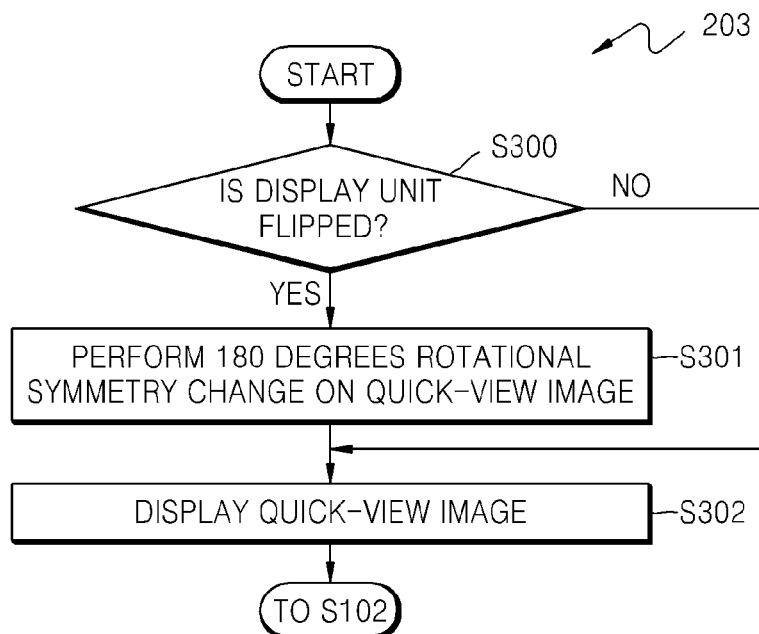 203
START
S300
IS DISPLAY UNIT
FLIPPED?
NO
YES
PERFORM 180 DEGREES ROTATIONAL
SYMMETRY CHANGE ON QUICK-VIEW IMAGE
S301
DISPLAY QUICK-VIEW IMAGE
S302
TO S102